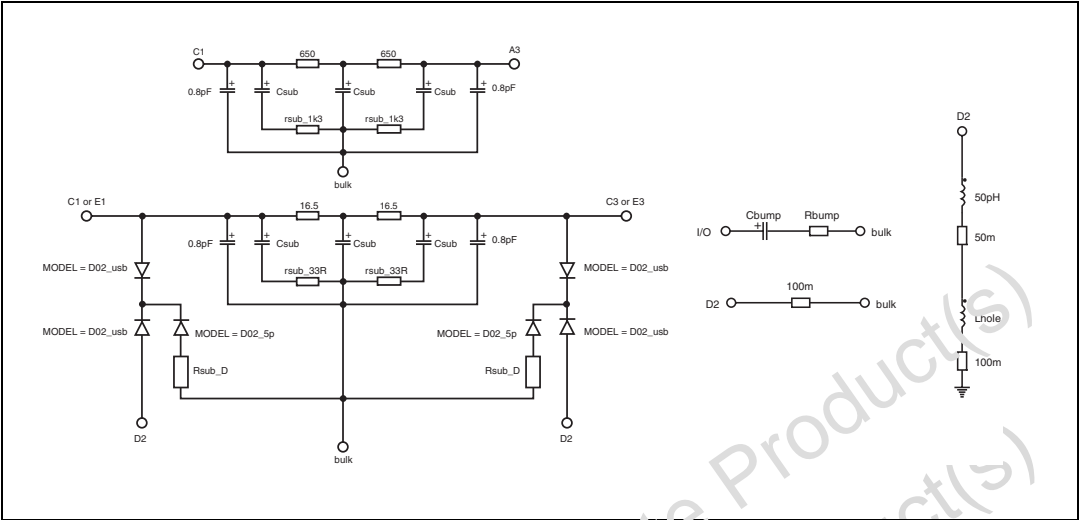 C1 650 650 A3
0.8pF + + Csub + Csub + Csub + 0.8pF
rsub_1k3 rsub_1k3
bulk
C1 or E1 16.5 16.5 C3 or E3
0.8pF + + Csub + Csub + Csub + 0.8pF
MODEL = D02_usb rsub_33R rsub_33R MODEL = D02_usb
MODEL = D02_usb MODEL = D02_5p MODEL = D02_5p MODEL = D02_usb
Rsub_D Rsub_D
D2 D2
bulk
Cbump Rbump
I/O + bulk
100m
D2 bulk
D2
50pH
50m
Lhole
100m
te Product(s)
ct(s)